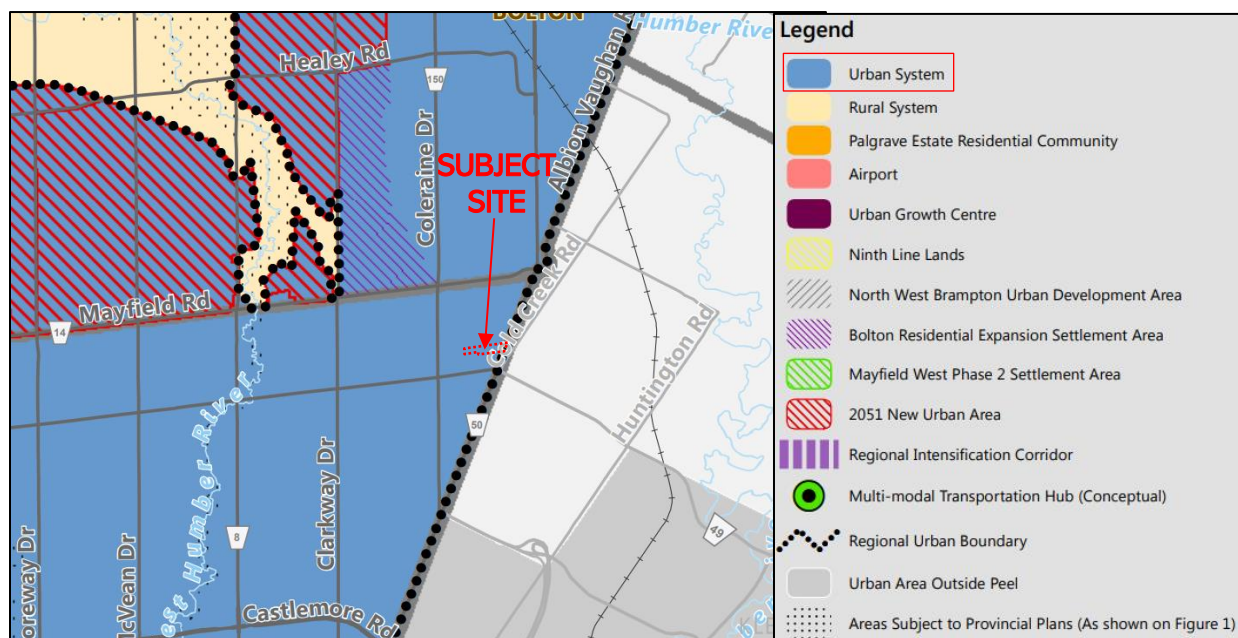 BOLTON
Humber River
Healey Rd
150
Coleraine Dr
Albion Vaughan
SUBJECT
SITE
Mayfield Rd
14
Cold Creek Rd
Huntington Rd
50
West Humber River
Clarkway Dr
8
49
McVean Dr
oreway Dr
Castlemore Rd
Legend
Urban System
Rural System
Palgrave Estate Residential Community
Airport
Urban Growth Centre
Ninth Line Lands
North West Brampton Urban Development Area
Bolton Residential Expansion Settlement Area
Mayfield West Phase 2 Settlement Area
2051 New Urban Area
Regional Intensification Corridor
Multi-modal Transportation Hub (Conceptual)
Regional Urban Boundary
Urban Area Outside Peel
Areas Subject to Provincial Plans (As shown on Figure 1)